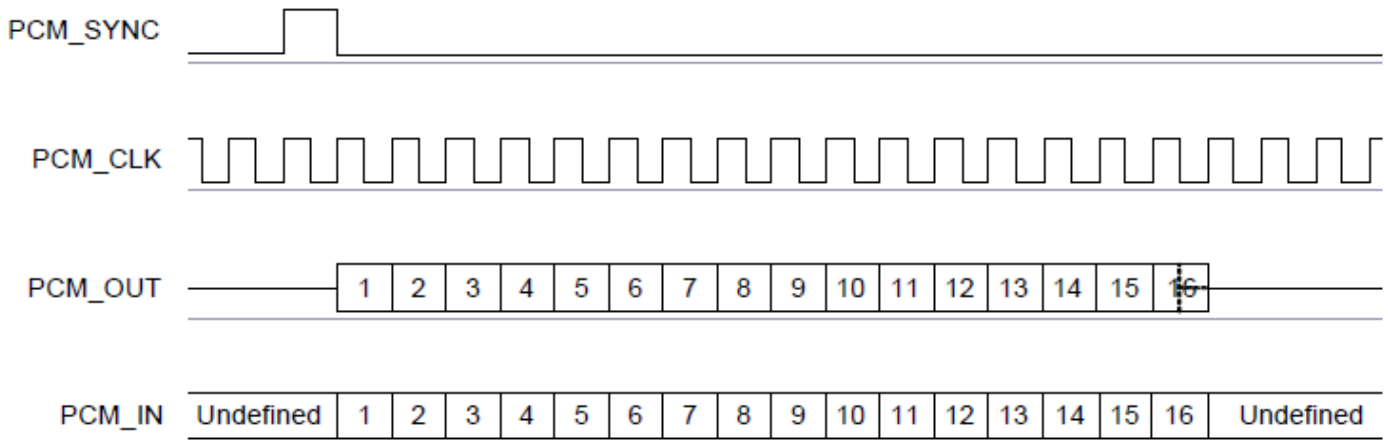 PCM_SYNC
PCM_CLK
PCM_OUT 1 2 3 4 5 6 7 8 9 10 11 12 13 14 15 16
PCM_IN Undefined 1 2 3 4 5 6 7 8 9 10 11 12 13 14 15 16 Undefined